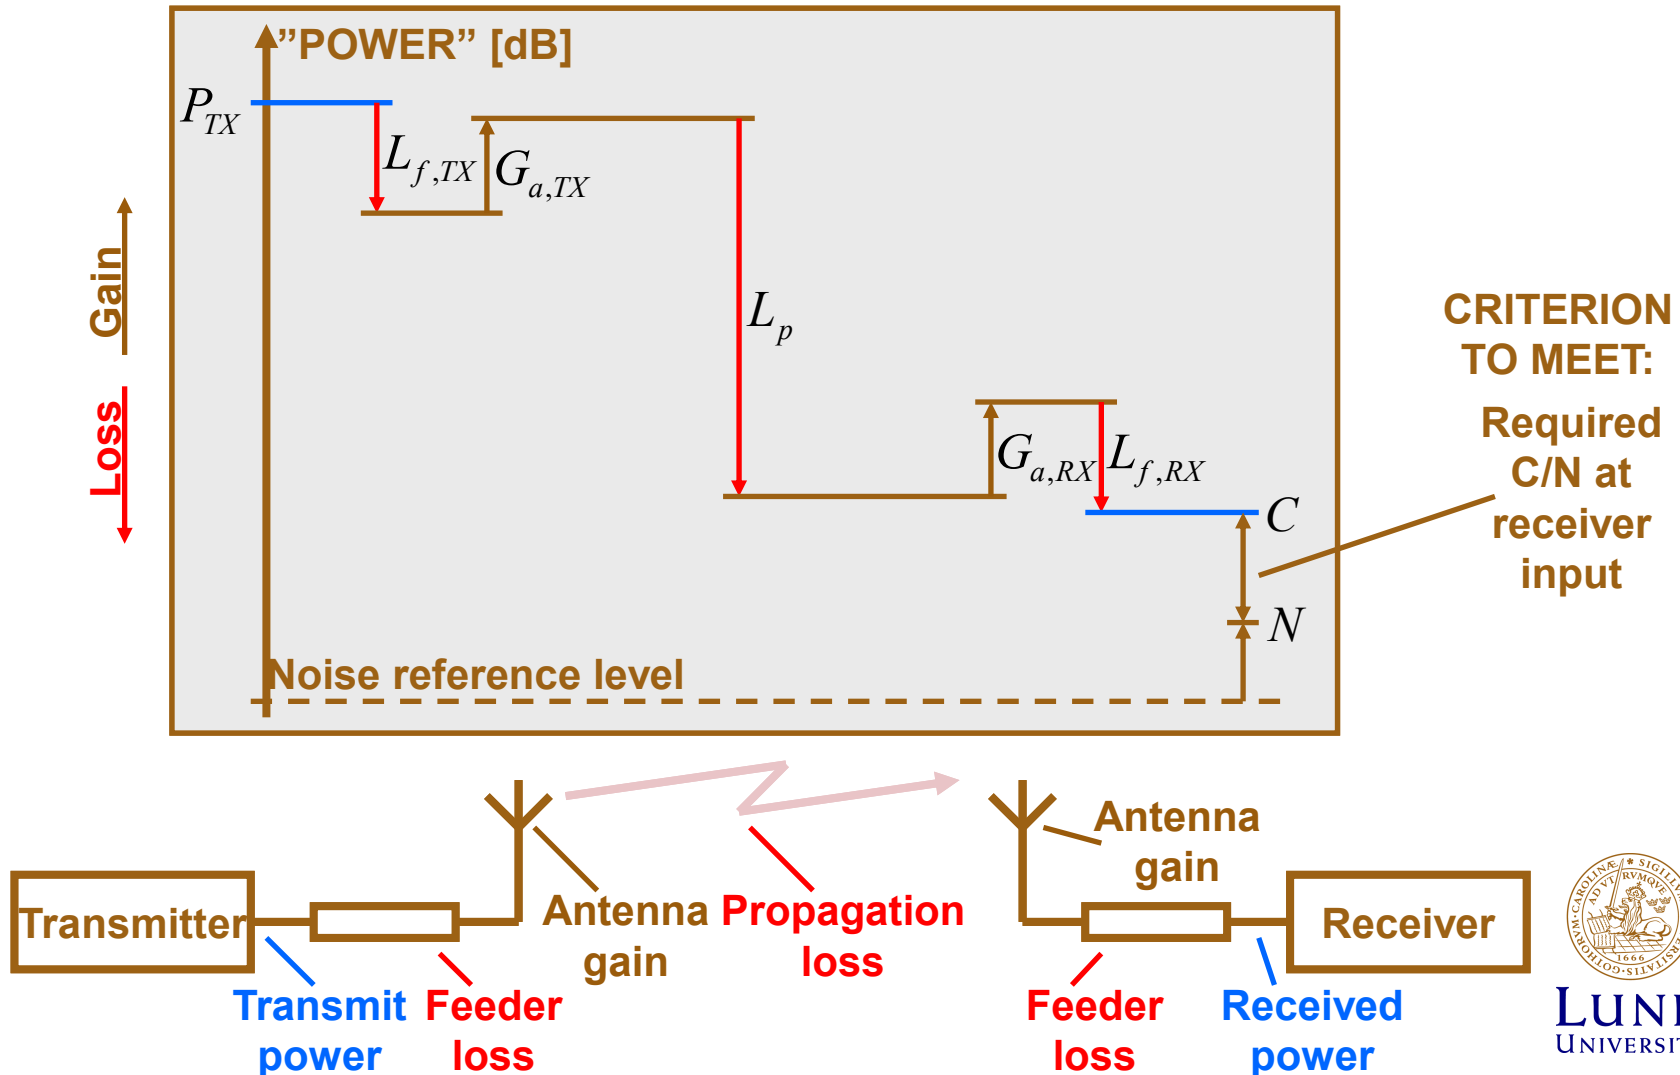 ”POWER” [dB]
P_TX
L_f,TX
G_a,TX
Gain
Loss
L_p
G_a,RX
L_f,RX
C
N
Noise reference level
CRITERION
TO MEET:
Required
C/N at
receiver
input
Transmitter
Antenna
gain
Propagation
loss
Antenna
gain
Receiver
Transmit
power
Feeder
loss
Feeder
loss
Received
power
1666
LUN
UNIVERSIT